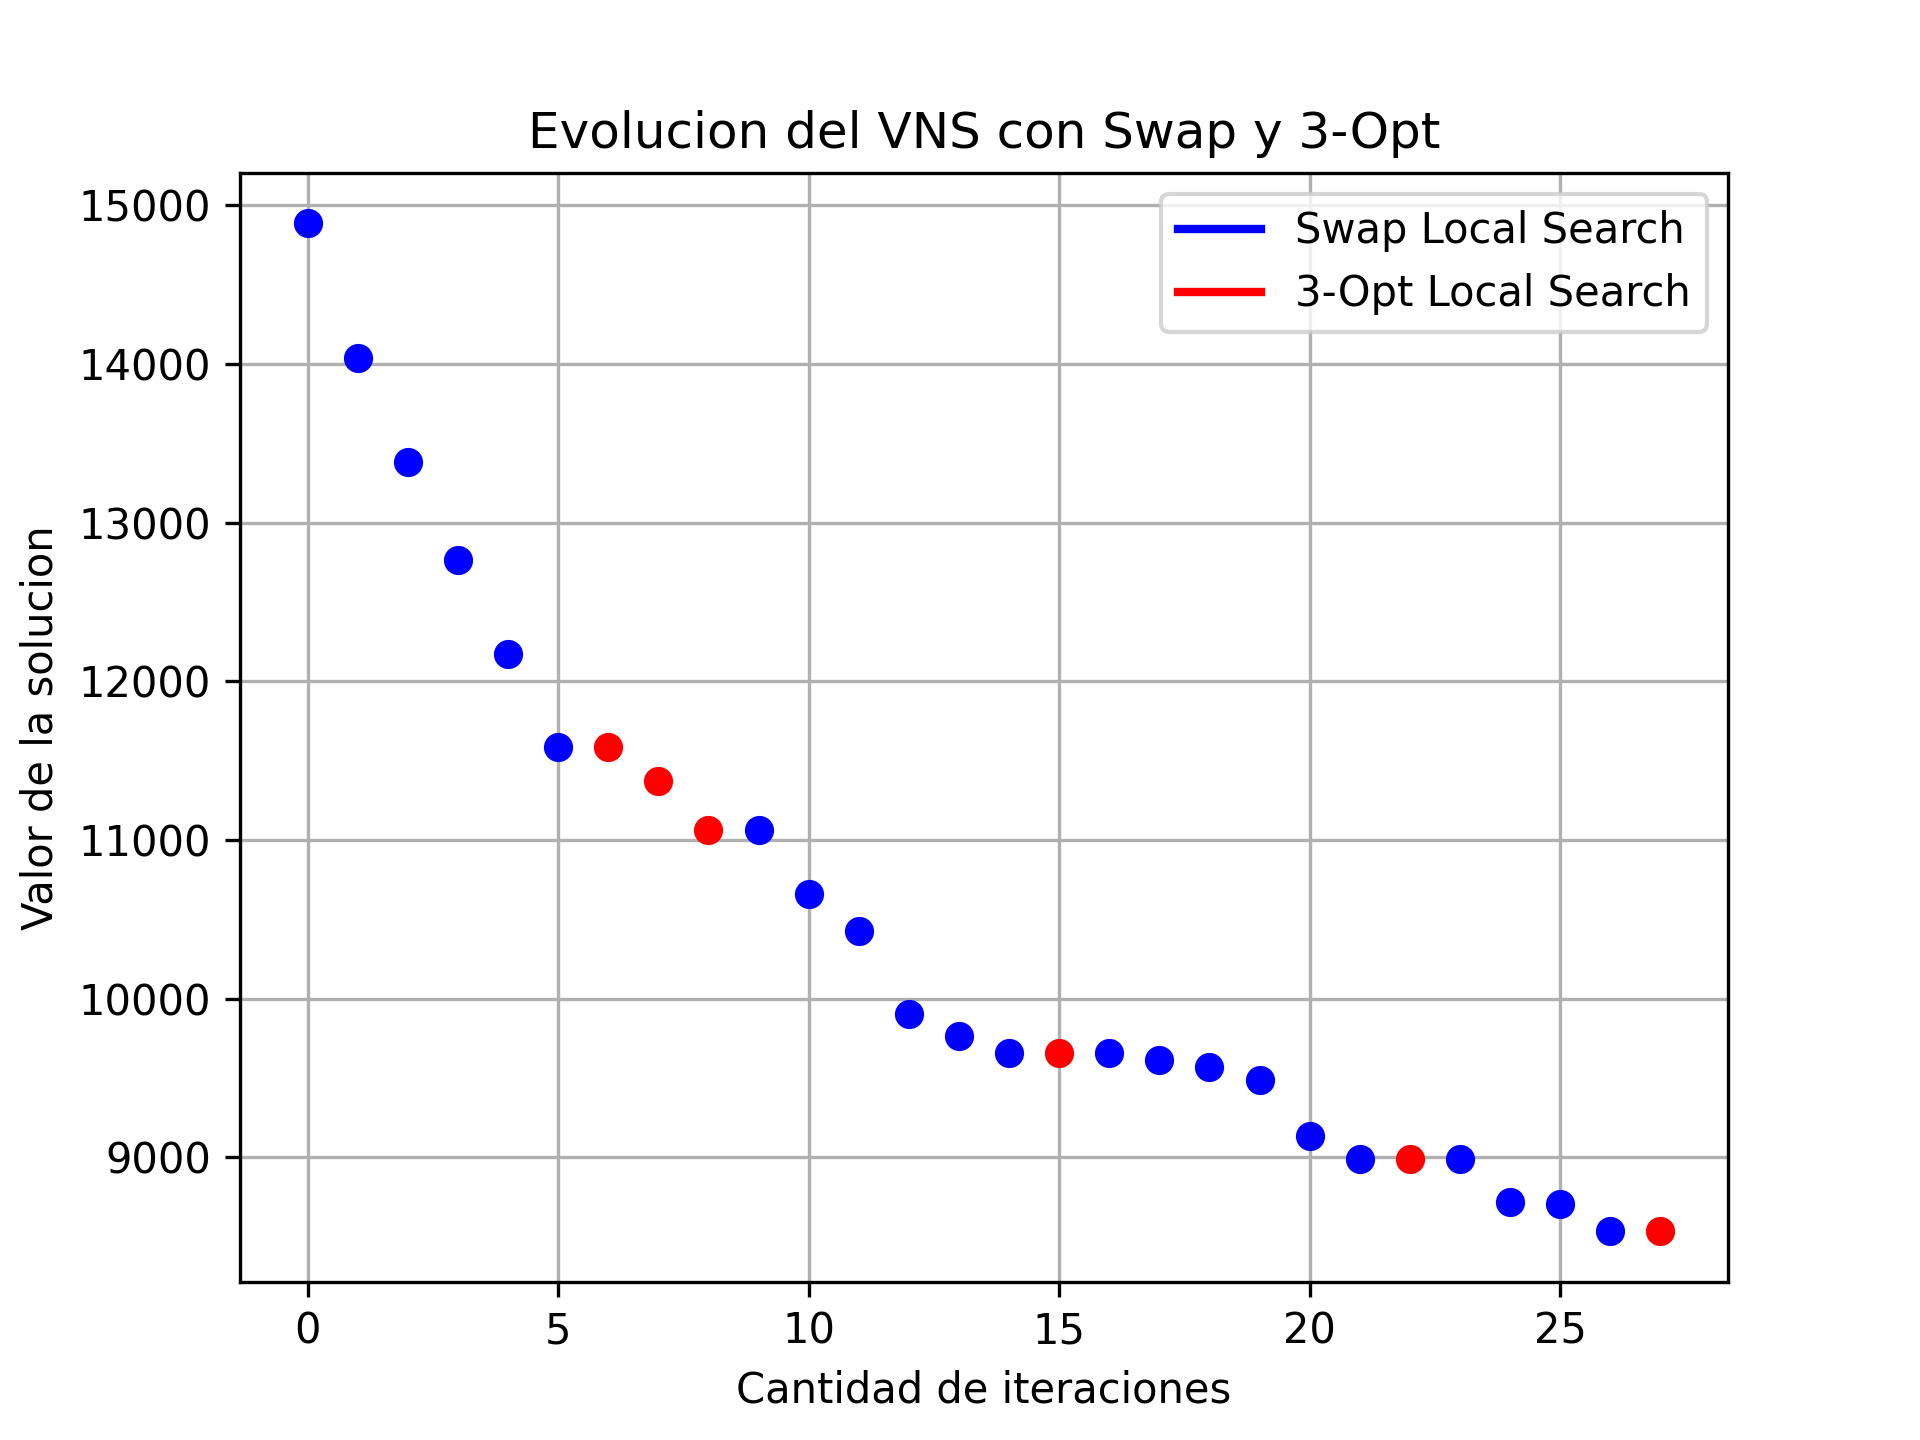 Evolucion del VNS con Swap y 3-Opt
Swap Local Search
3-Opt Local Search
15000
14000
13000
12000
11000
10000
9000
Valor de la solucion
0 5 10 15 20 25
Cantidad de iteraciones